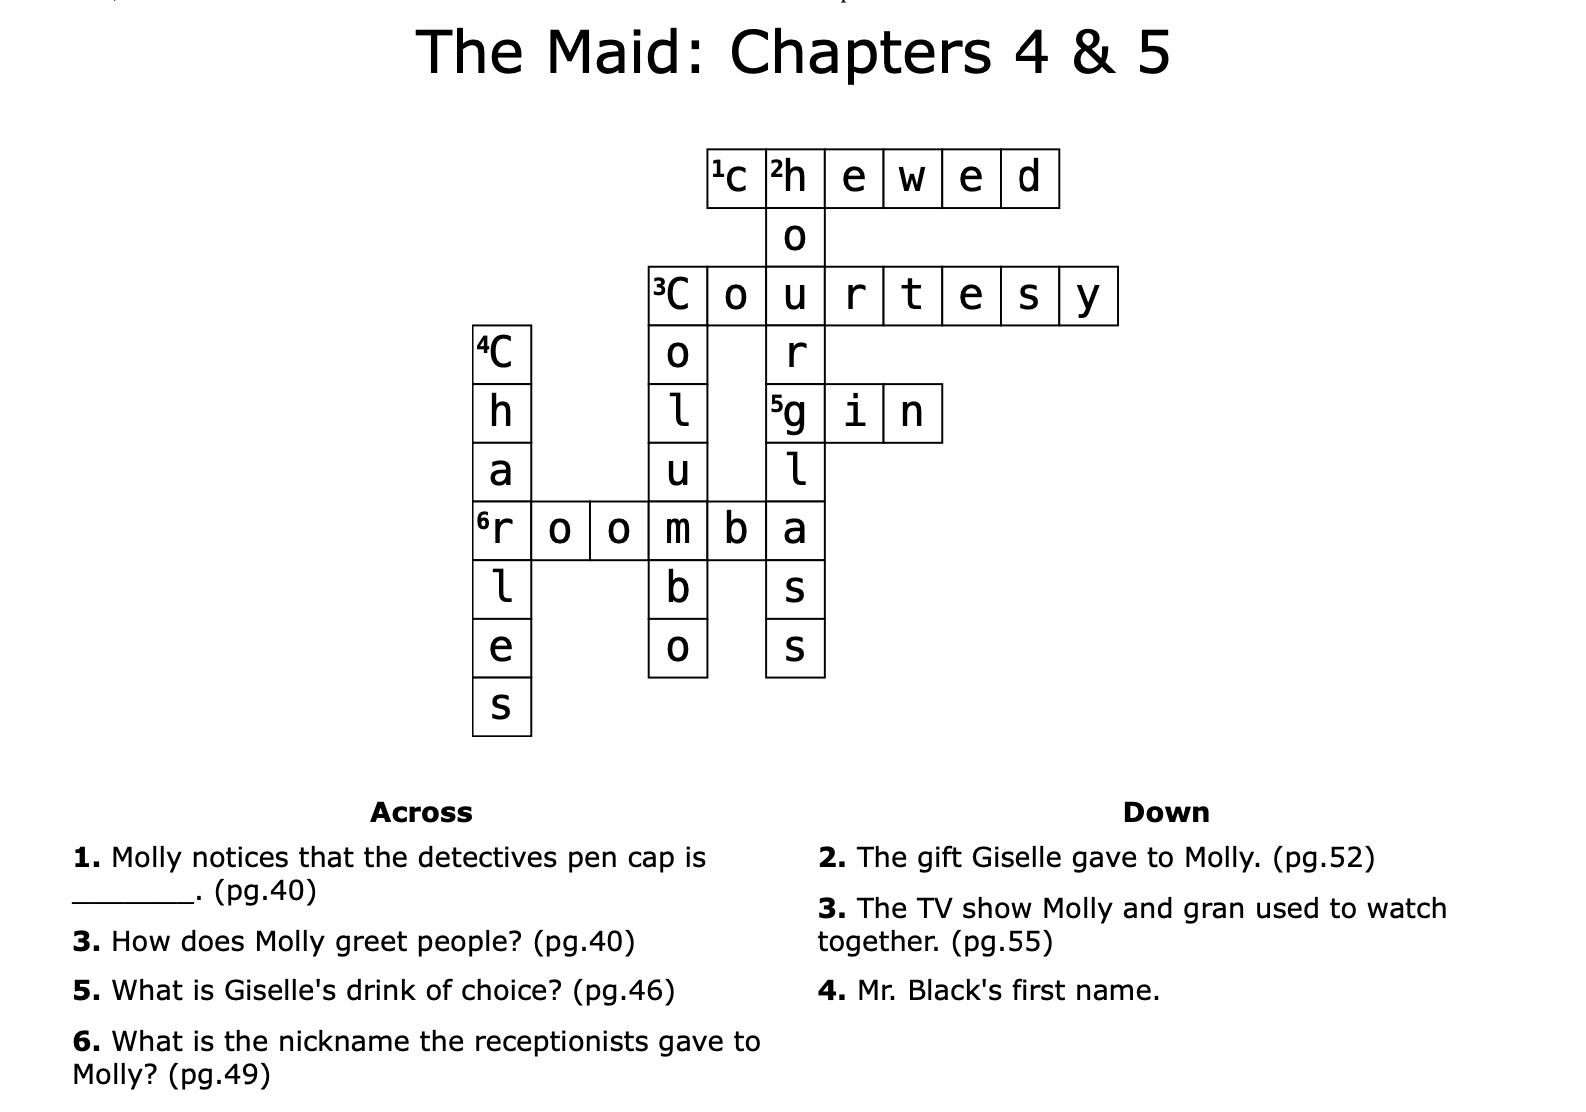 The Maid: Chapters 4 & 5
1c 2h e w e d
o
3C o u r t e s y
4C o r
h l 5g i n
a u l
6r o o m b a
l b s
e o s
s
Across
1. Molly notices that the detectives pen cap is
________. (pg.40)
3. How does Molly greet people? (pg.40)
5. What is Giselle's drink of choice? (pg.46)
6. What is the nickname the receptionists gave to
Molly? (pg.49)
Down
2. The gift Giselle gave to Molly. (pg.52)
3. The TV show Molly and gran used to watch
together. (pg.55)
4. Mr. Black's first name.